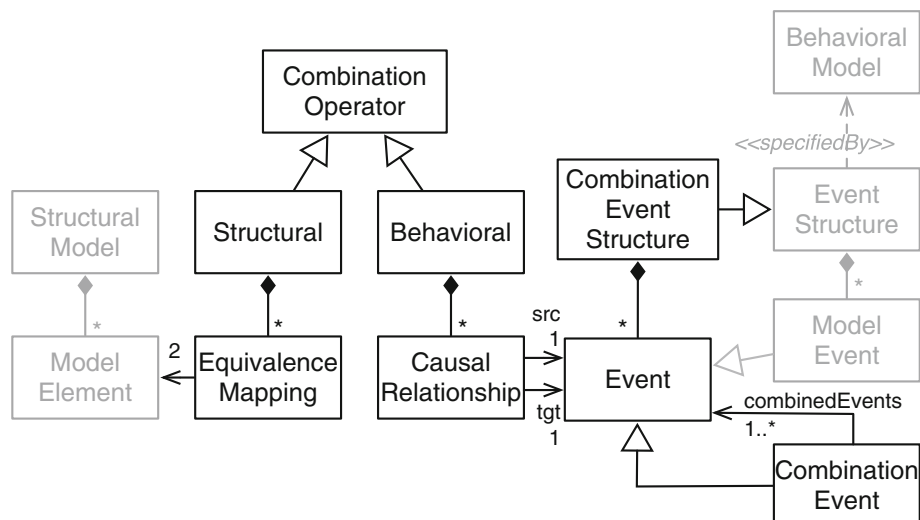 Behavioral
Model
Combination
Operator
<<specifiedBy>>
Combination
Event
Structure
Event
Structure
Structural
Model
Structural
Behavioral
*
*
*
*
*
src
1
2
Model
Element
Equivalence
Mapping
Causal
Relationship
Event
Model
Event
tgt
1
combinedEvents
1..*
Combination
Event